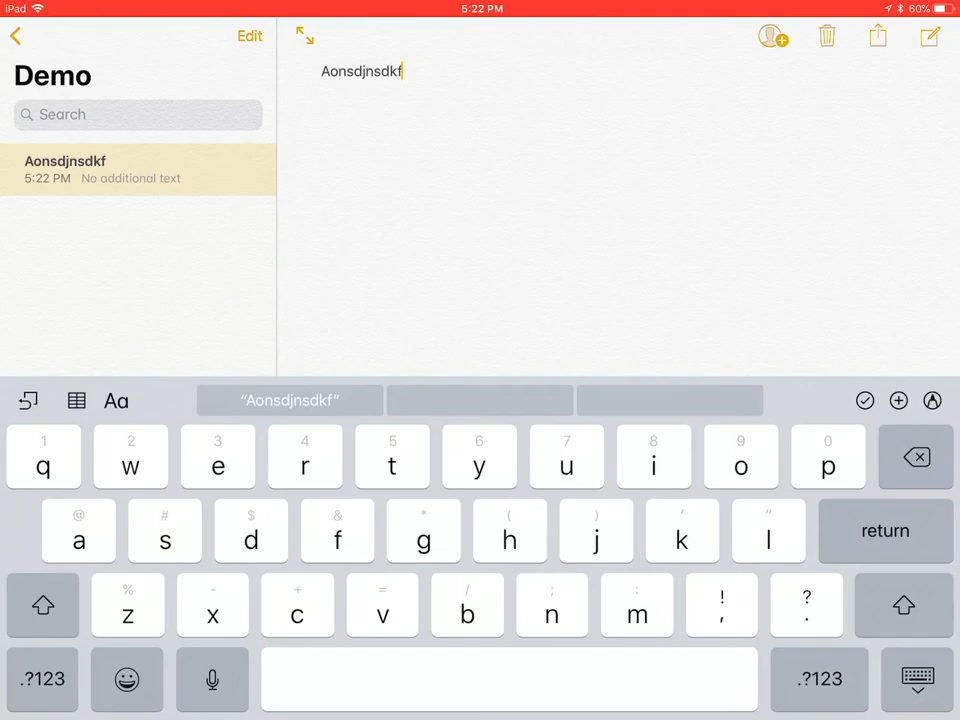 iPad 5:22 PM 60%
Edit
Demo
Search
Aonsdjnsdkf
5:22 PM No additional text
Aonsdjnsdkf
Aa “Aonsdjnsdkf”
1 2 3 4 5 6 7 8 9 0
q w e r t y u i o p
@ # $ & * ( ) ' "
a s d f g h j k l return
% - + = / ; : ! ?
z x c v b n m , .
.?123 .?123